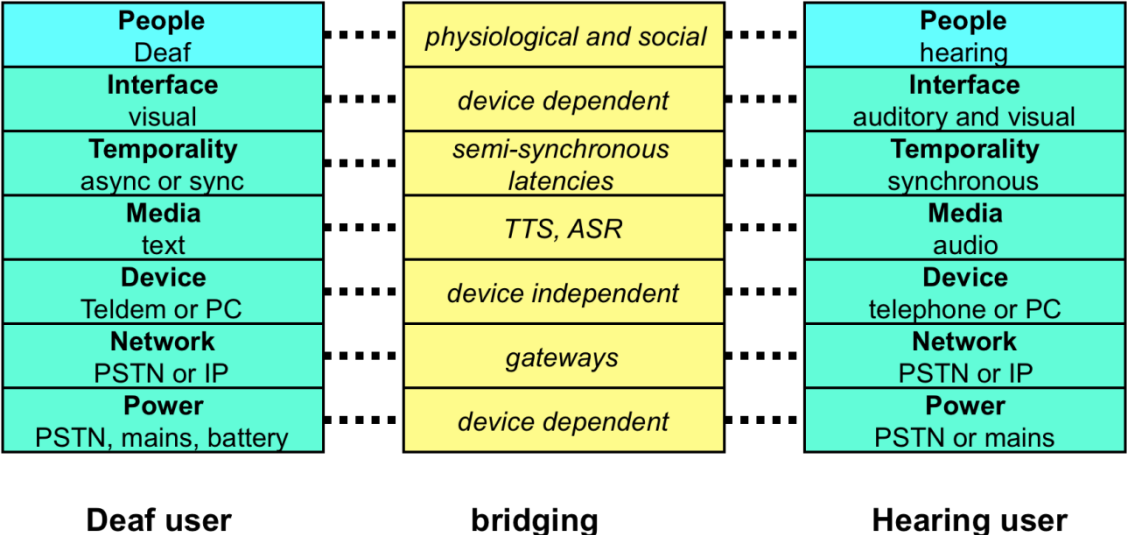 People
Deaf
physiological and social
People
hearing
Interface
visual
device dependent
Interface
auditory and visual
Temporality
async or sync
semi-synchronous
latencies
Temporality
synchronous
Media
text
TTS, ASR
Media
audio
Device
Teldem or PC
device independent
Device
telephone or PC
Network
PSTN or IP
gateways
Network
PSTN or IP
Power
PSTN, mains, battery
device dependent
Power
PSTN or mains
Deaf user
bridging
Hearing user